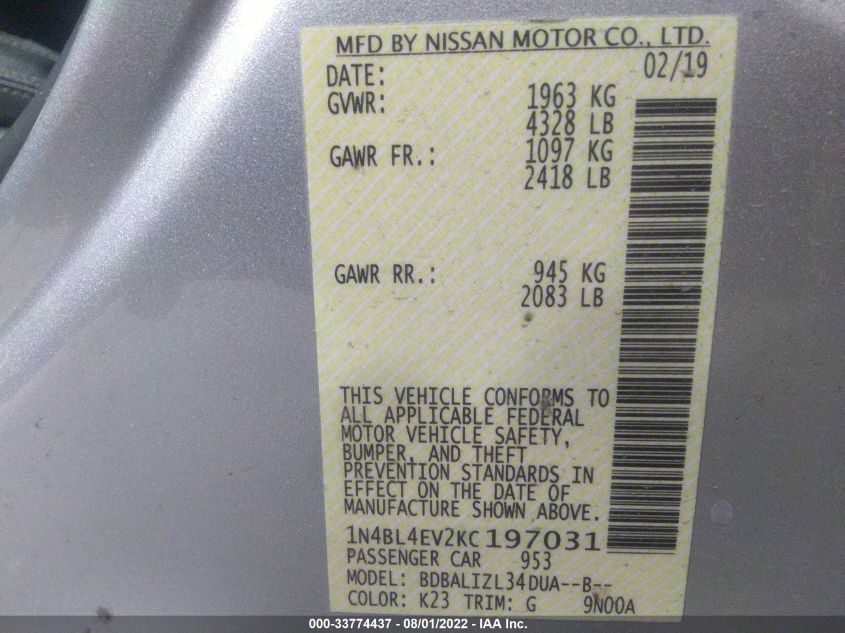 MFD BY NISSAN MOTOR CO., LTD.
DATE: 02/19
GVWR: 1963 KG
4328 LB
GAWR FR.: 1097 KG
2418 LB
GAWR RR.: 945 KG
2083 LB
THIS VEHICLE CONFORMS TO
ALL APPLICABLE FEDERAL
MOTOR VEHICLE SAFETY,
BUMPER, AND THEFT
PREVENTION STANDARDS IN
EFFECT ON THE DATE OF
MANUFACTURE SHOWN ABOVE.
1N4BL4EV2KC197031
PASSENGER CAR 953
MODEL: BDBALIZL34DUA--B--
COLOR: K23 TRIM: G 9N00A
000-33774437 - 08/01/2022 - IAA Inc.